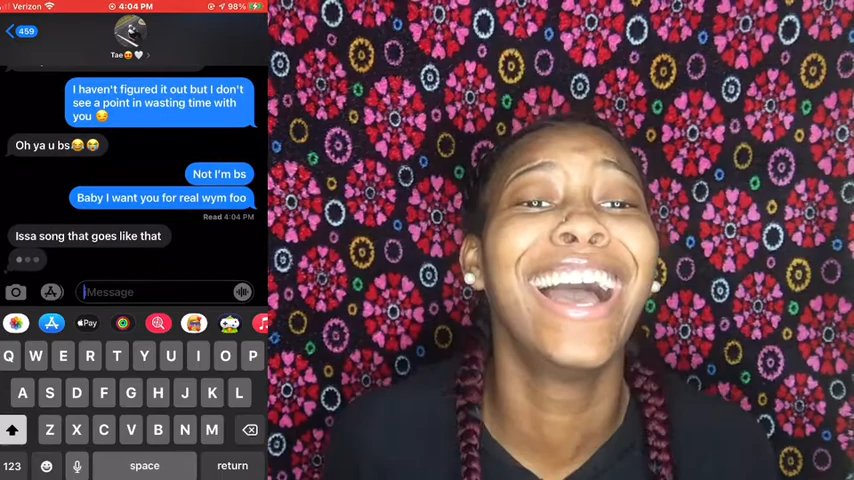 Verizon 4:04 PM 98%
459
Tae😍🤍
I haven't figured it out but I don't
see a point in wasting time with
you 😒
Oh ya u bs😂😭
Not I'm bs
Baby I want you for real wym foo
Read 4:04 PM
Issa song that goes like that
Message
Pay
Q W E R T Y U I O P
A S D F G H J K L
Z X C V B N M
123 space return